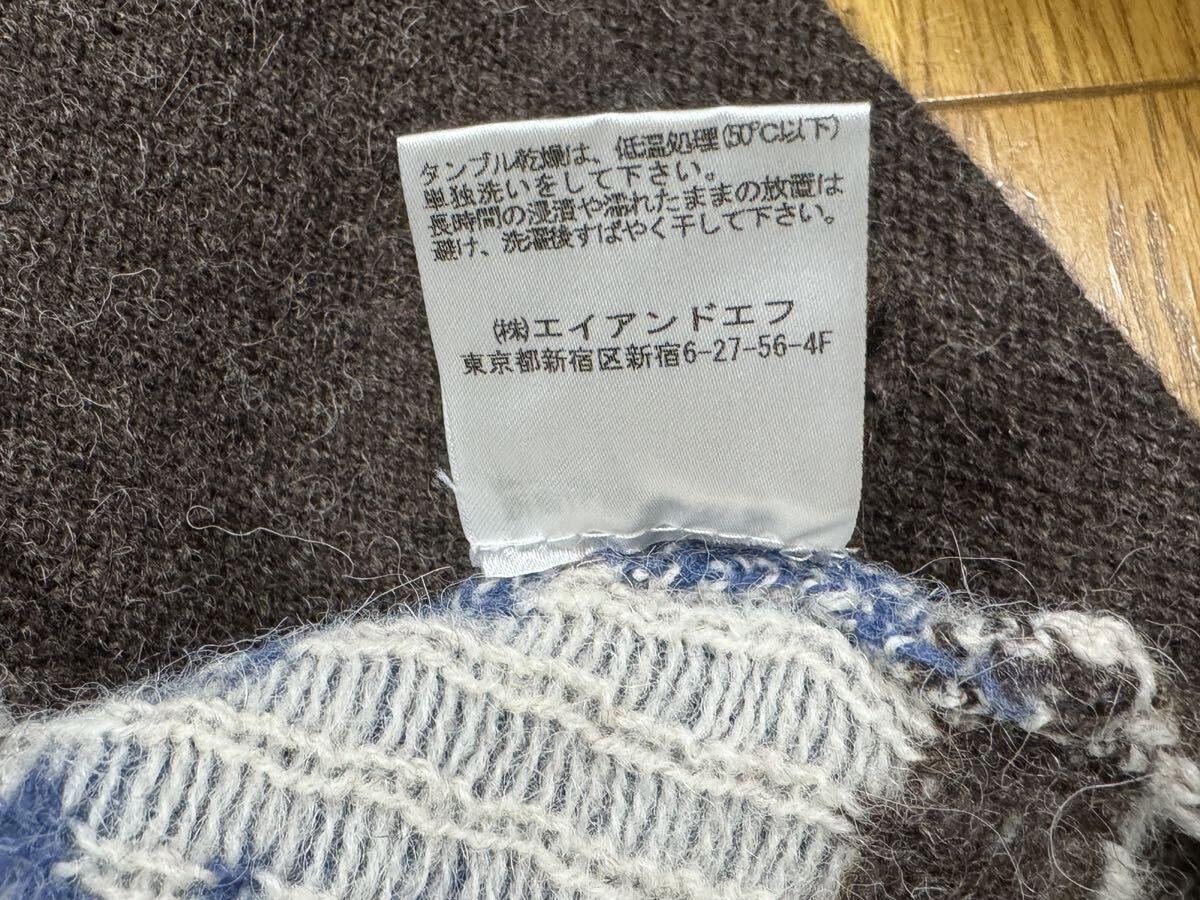 タンブル乾燥は、低温処理(50℃以下)
単独洗いをして下さい。
長時間の浸漬や濡れたままの放置は
避け、洗濯後すばやく干して下さい。
(株)エイアンドエフ
東京都新宿区新宿6-27-56-4F